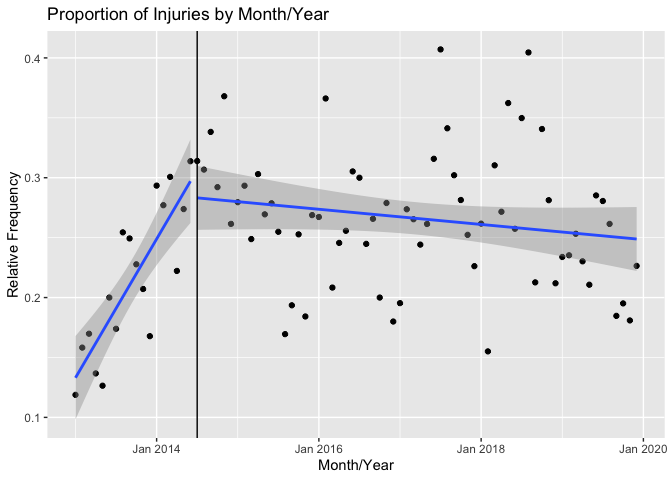 Proportion of Injuries by Month/Year
Relative Frequency
0.4
0.3
0.2
0.1
Jan 2014
Jan 2016
Jan 2018
Jan 2020
Month/Year